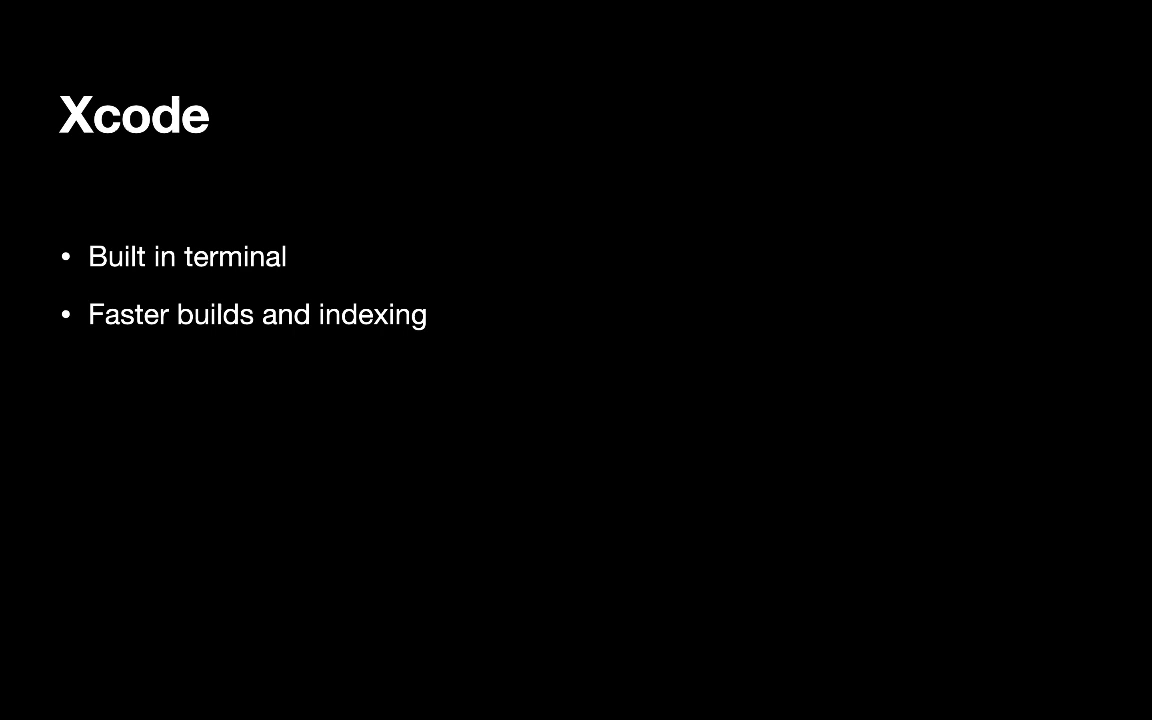 Xcode
• Built in terminal
• Faster builds and indexing